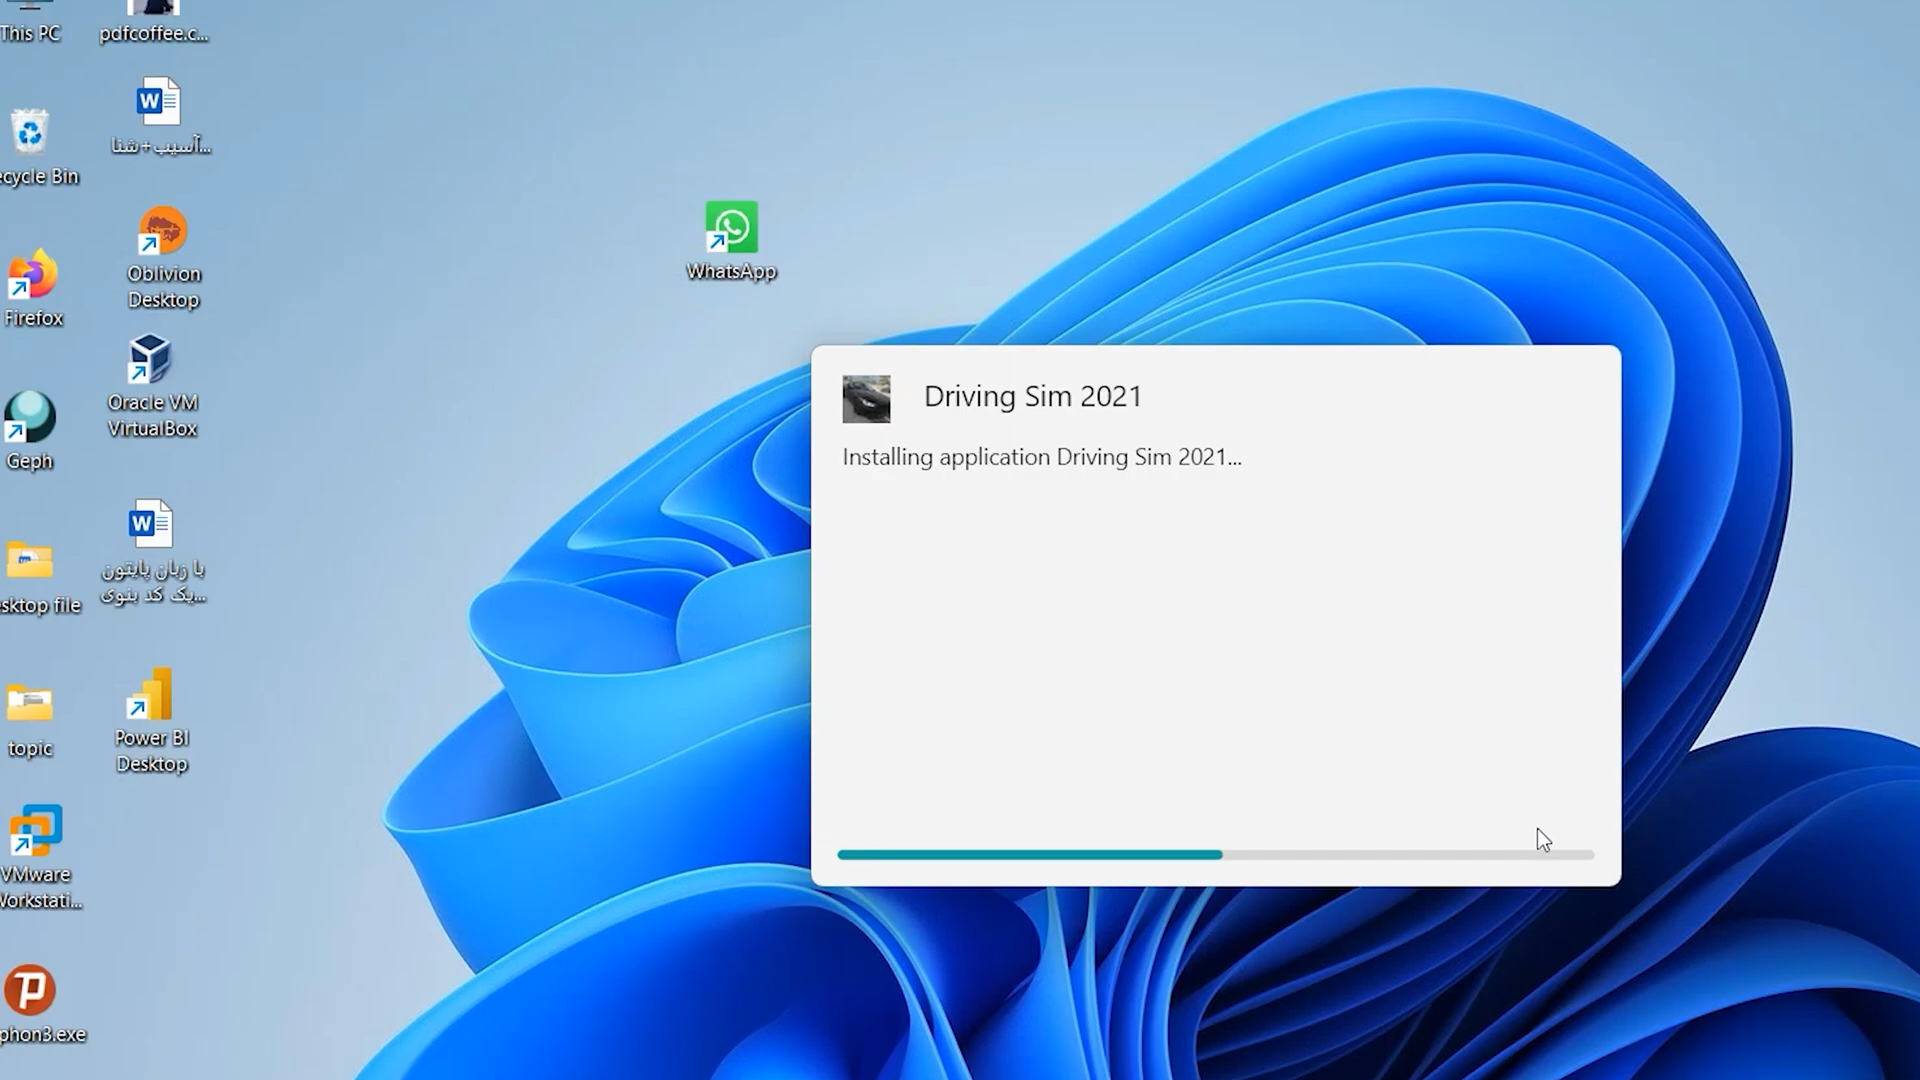 This PC
pdfcoffee.c...
آسیب+شنا...
ecycle Bin
WhatsApp
Oblivion
Desktop
Firefox
Oracle VM
VirtualBox
Driving Sim 2021
Installing application Driving Sim 2021...
Geph
با زبان پایتون
یک کد بنوی...
sktop file
topic
Power BI
Desktop
VMware
Workstati...
phon3.exe